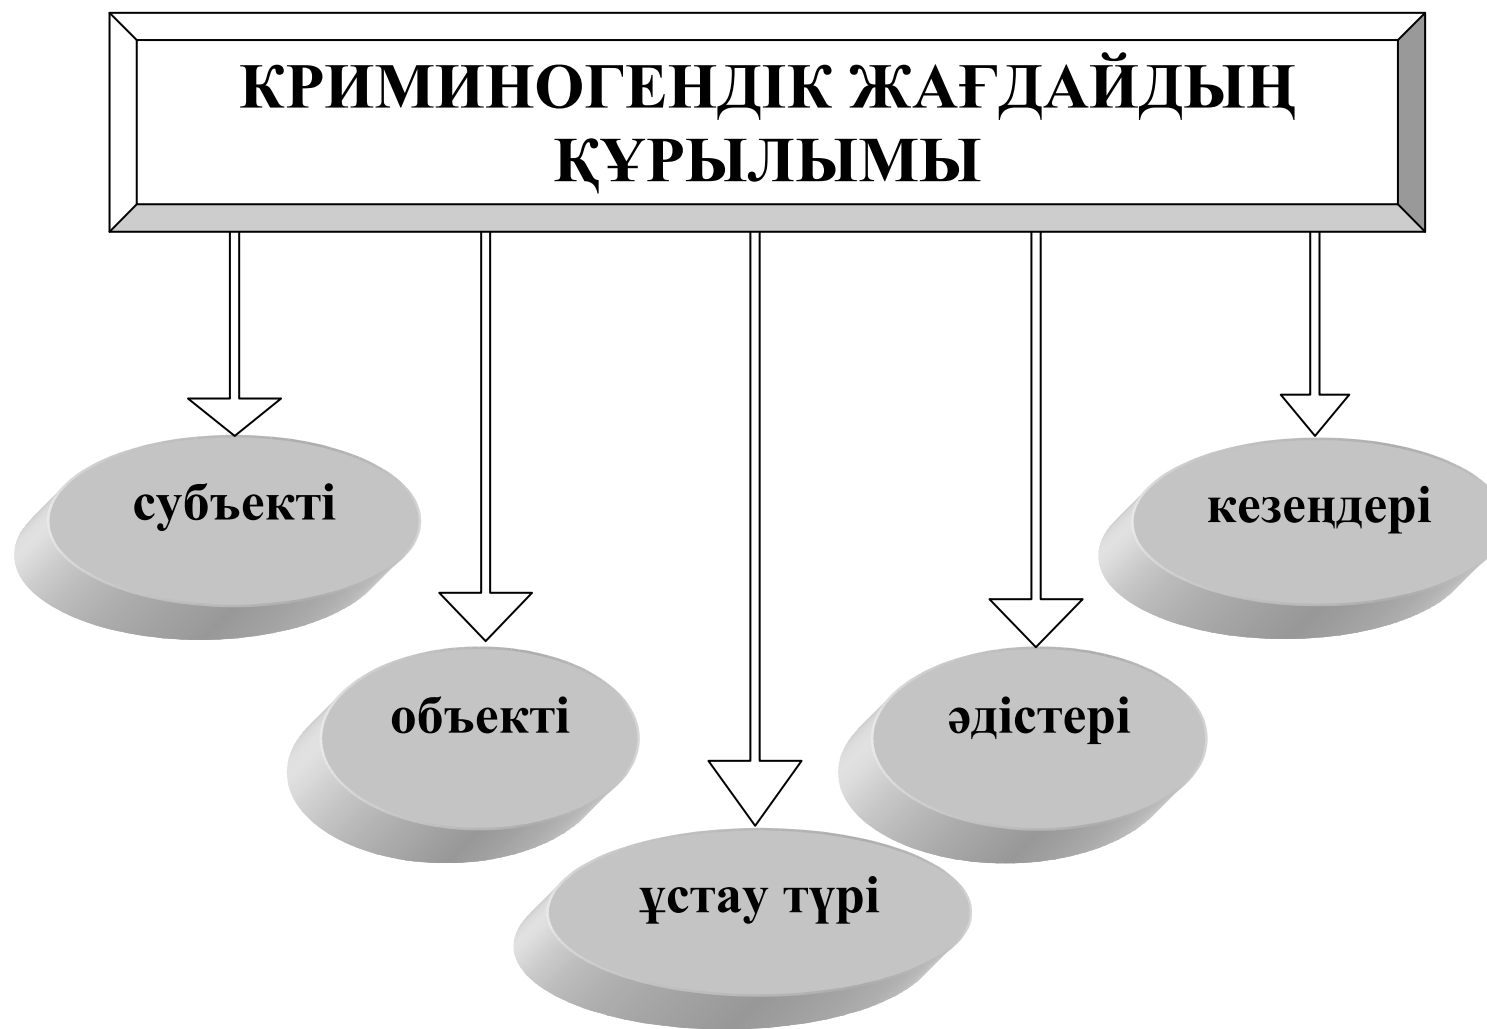 КРИМИНОГЕНДІК ЖАҒДАЙДЫҢ
ҚҰРЫЛЫМЫ
субъекті
кезеңдері
объекті
әдістері
ұстау түрі